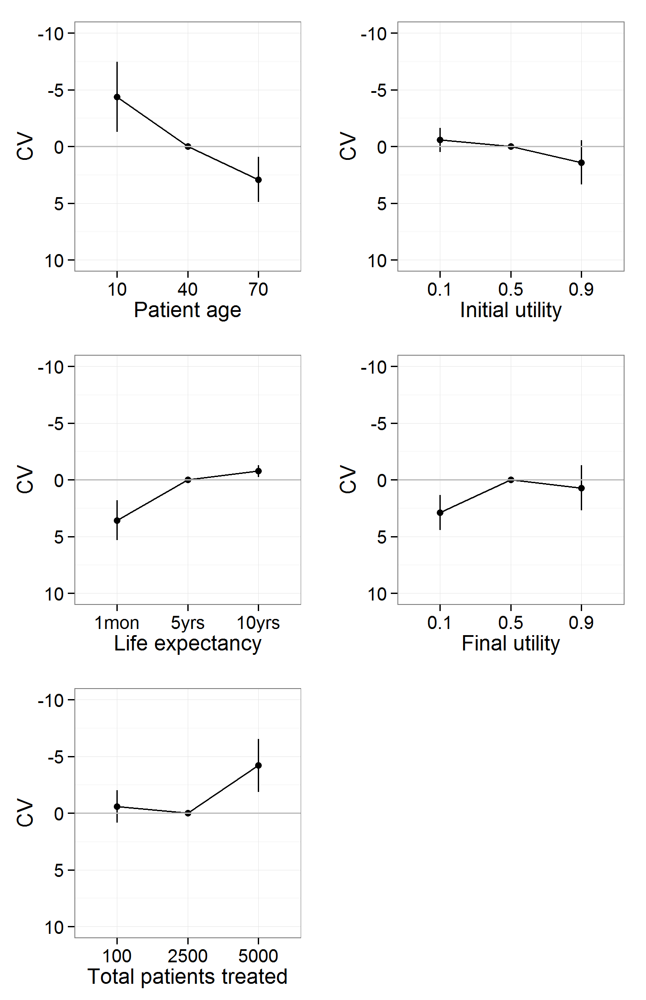 -10
-5
0
5
10
CV
10 40 70
Patient age
-10
-5
0
5
10
CV
0.1 0.5 0.9
Initial utility
-10
-5
0
5
10
CV
1mon 5yrs 10yrs
Life expectancy
-10
-5
0
5
10
CV
0.1 0.5 0.9
Final utility
-10
-5
0
5
10
CV
100 2500 5000
Total patients treated